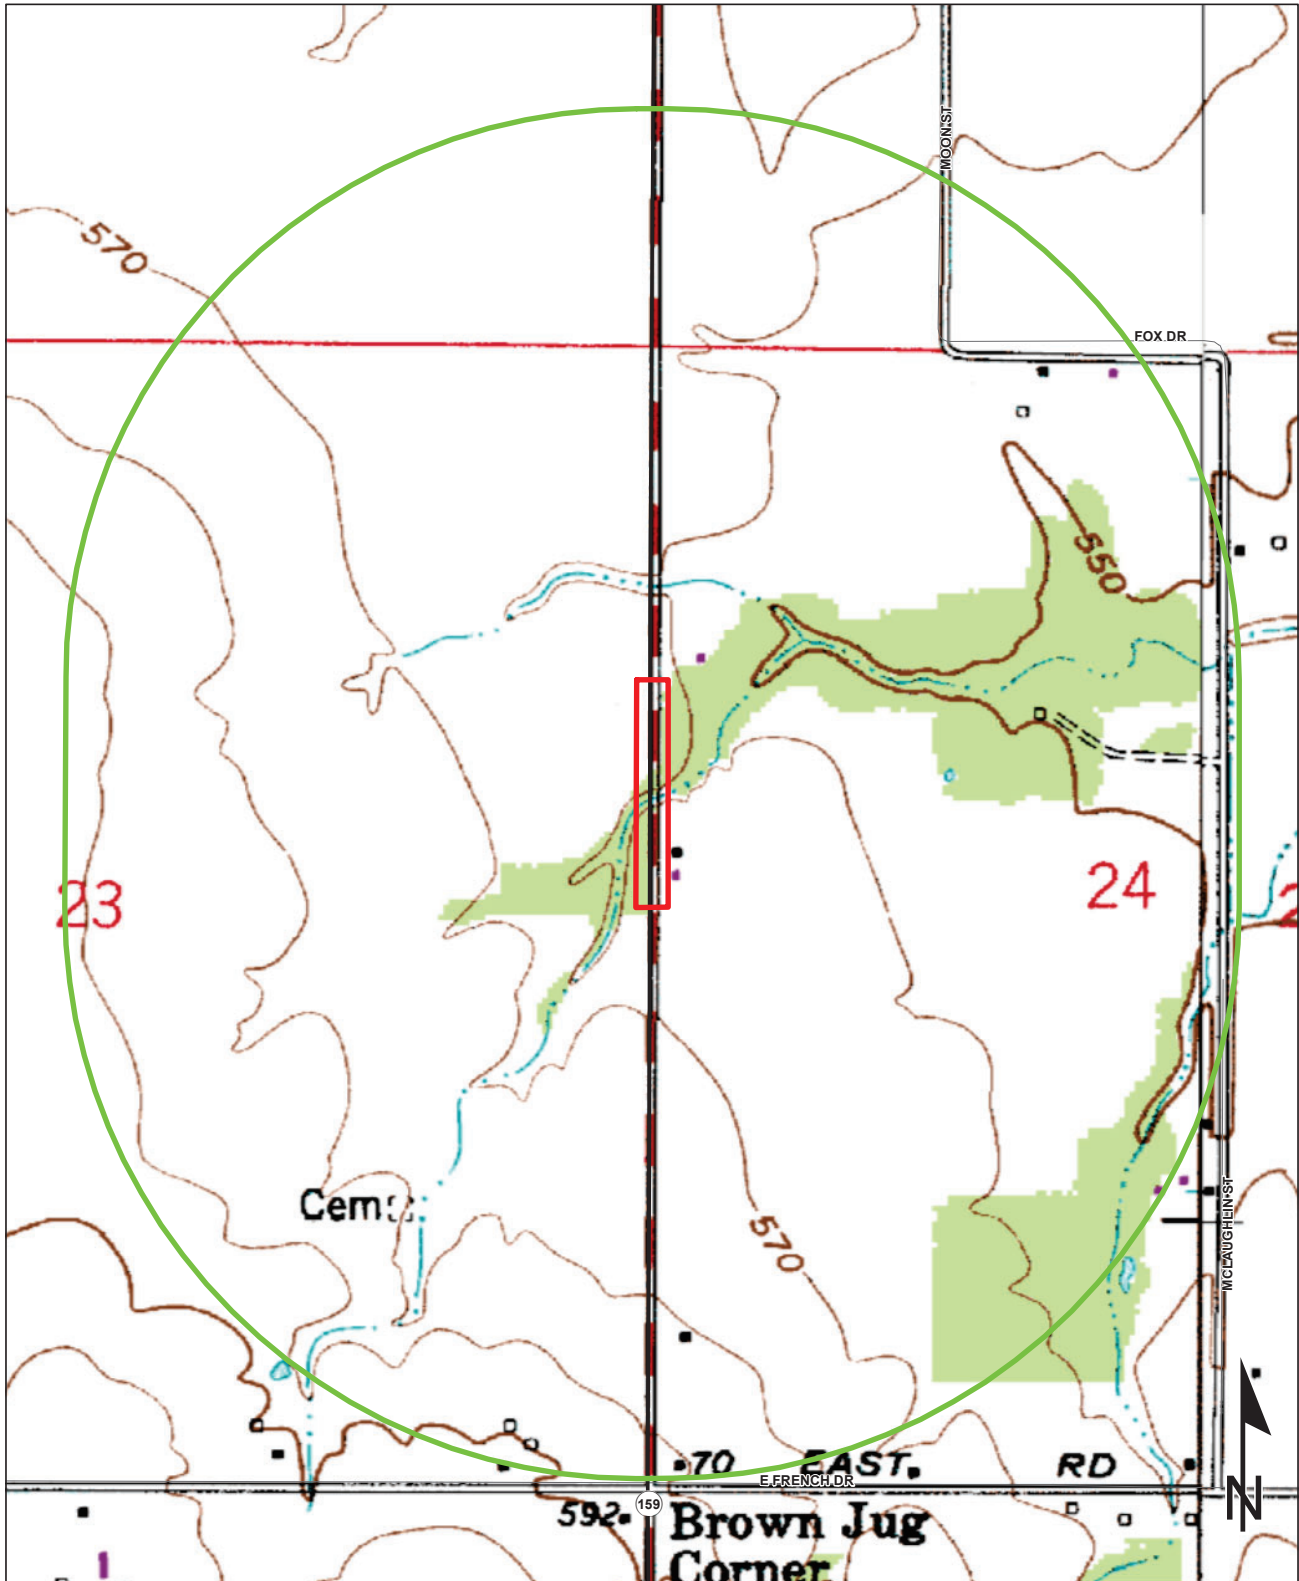 MOON ST
570
FOX DR
550
23
24
Cem
570
MCLAUGHLIN ST
70 EAST RD
E FRENCH DR
592
159
Brown Jug
Corner
N